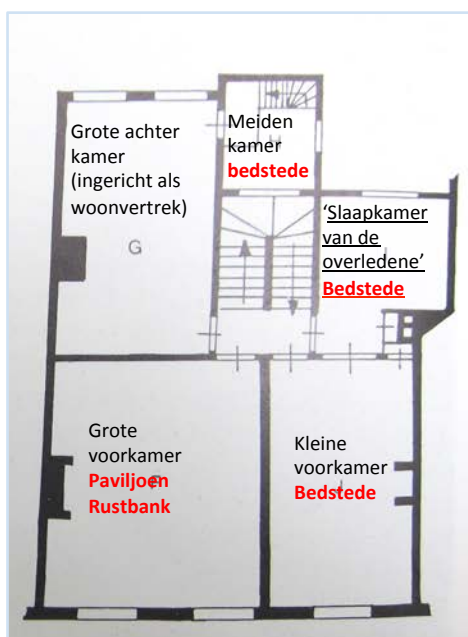 Meiden
kamer
bedstede
Grote achter
kamer
(ingericht als
woonvertrek)
G
'Slaapkamer
van de
overledene'
Bedstede
Grote
voorkamer
Paviljoen
Rustbank
Kleine
voorkamer
Bedstede